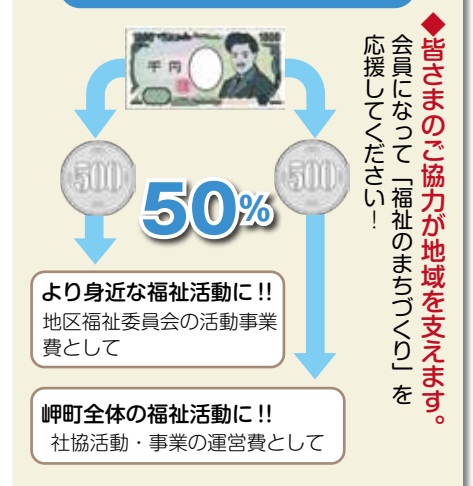 ◆皆さまのご協力が地域を支えます。
会員になって「福祉のまちづくり」を
応援してください！
千円
500
500
50%
より身近な福祉活動に!!
地区福祉委員会の活動事業
費として
岬町全体の福祉活動に!!
社協活動・事業の運営費として